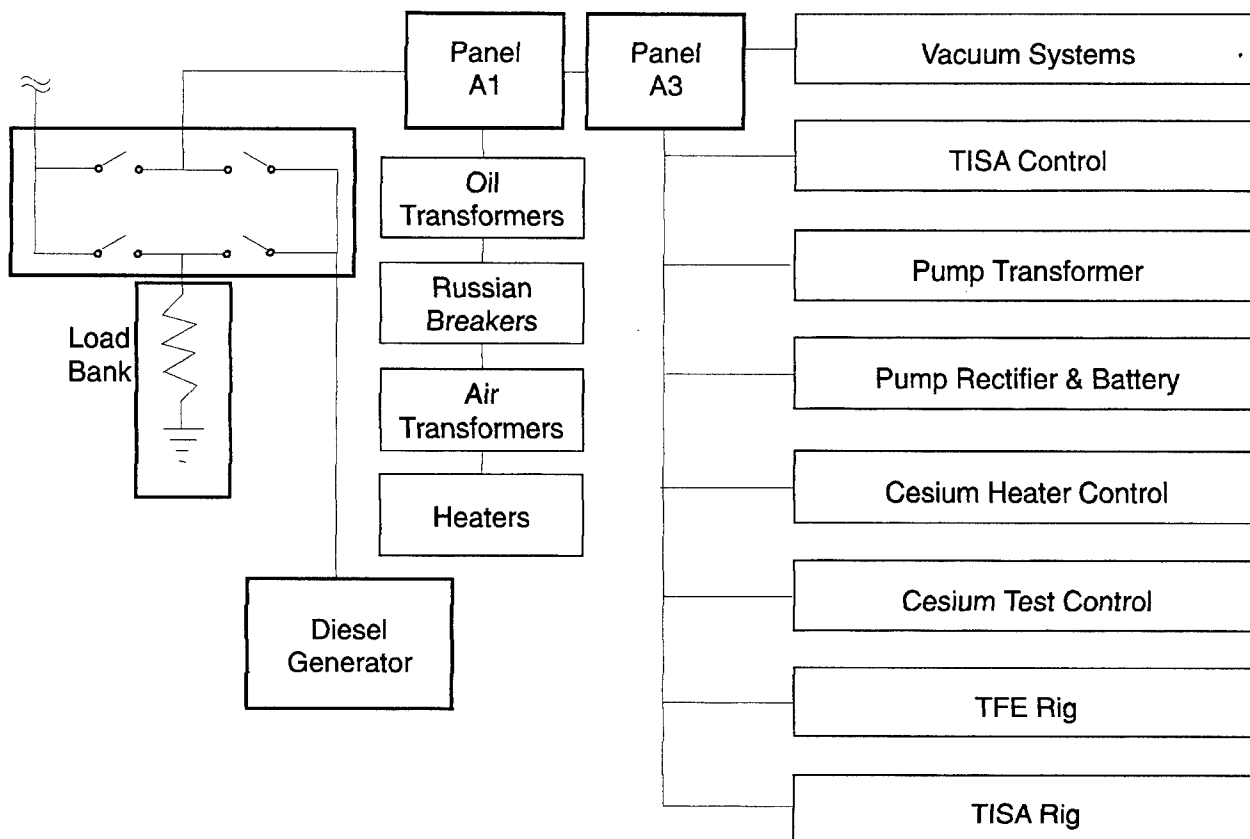 Panel
A1
Panel
A3
Vacuum Systems
TISA Control
Oil
Transformers
Pump Transformer
Russian
Breakers
Load
Bank
Pump Rectifier & Battery
Air
Transformers
Cesium Heater Control
Heaters
Cesium Test Control
Diesel
Generator
TFE Rig
TISA Rig